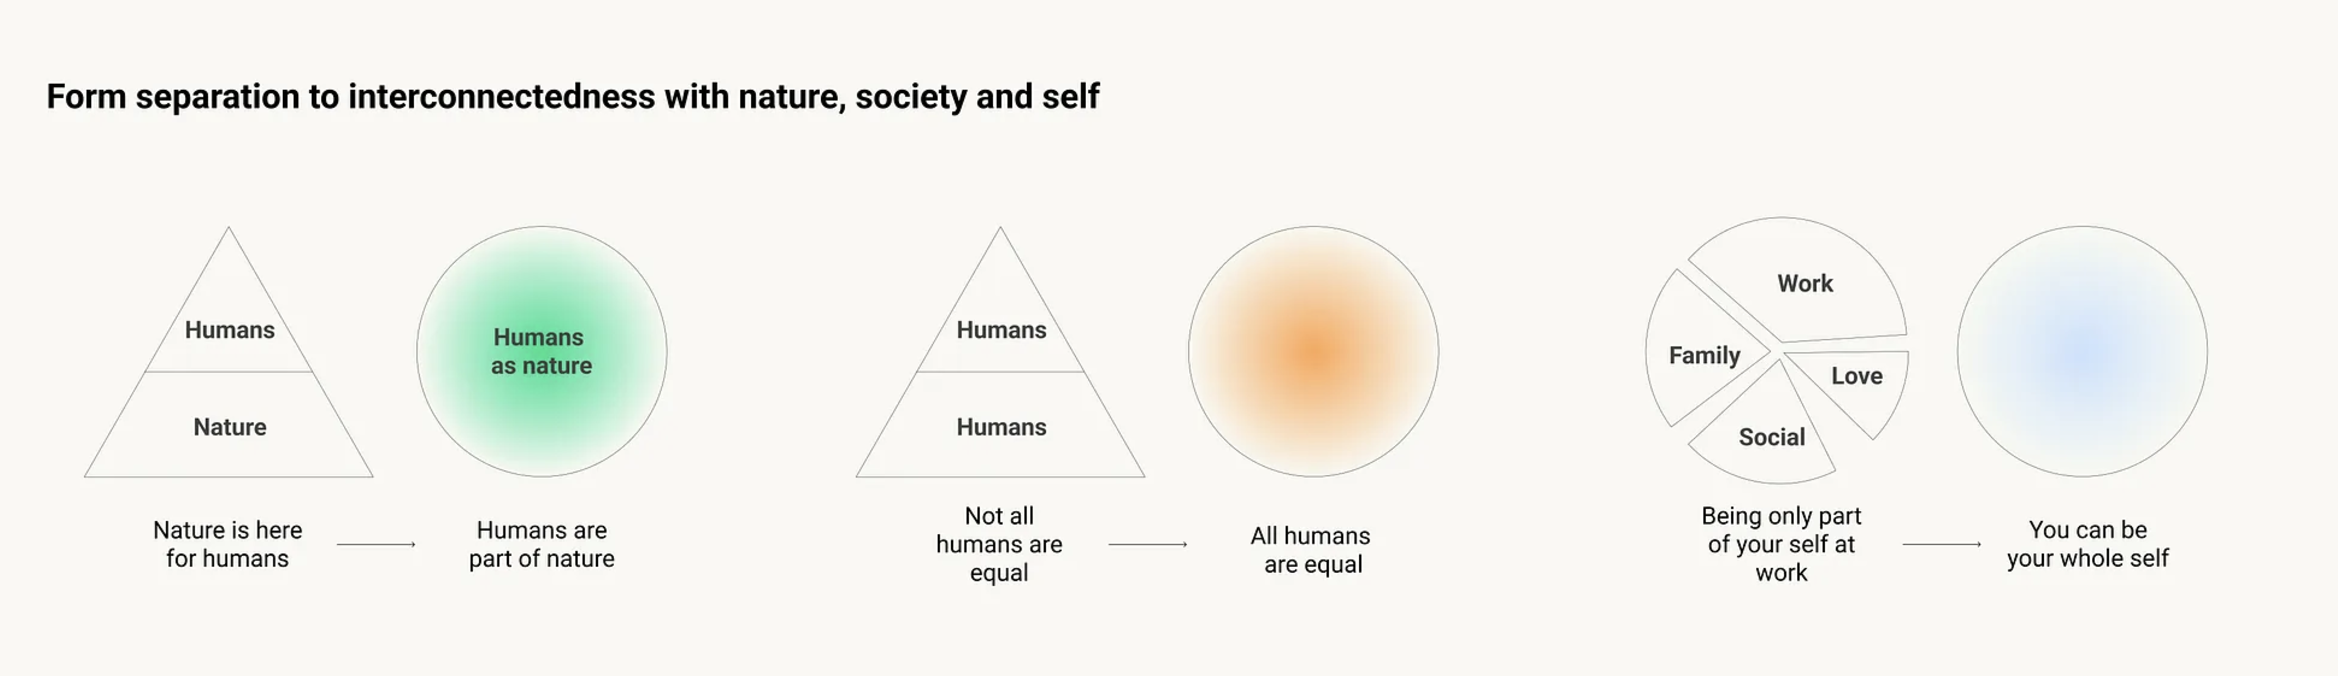 Form separation to interconnectedness with nature, society and self
Humans
Nature
Humans
as nature
Nature is here
for humans
Humans are
part of nature
Humans
Humans
Not all
humans are
equal
All humans
are equal
Work
Family
Love
Social
Being only part
of your self at
work
You can be
your whole self